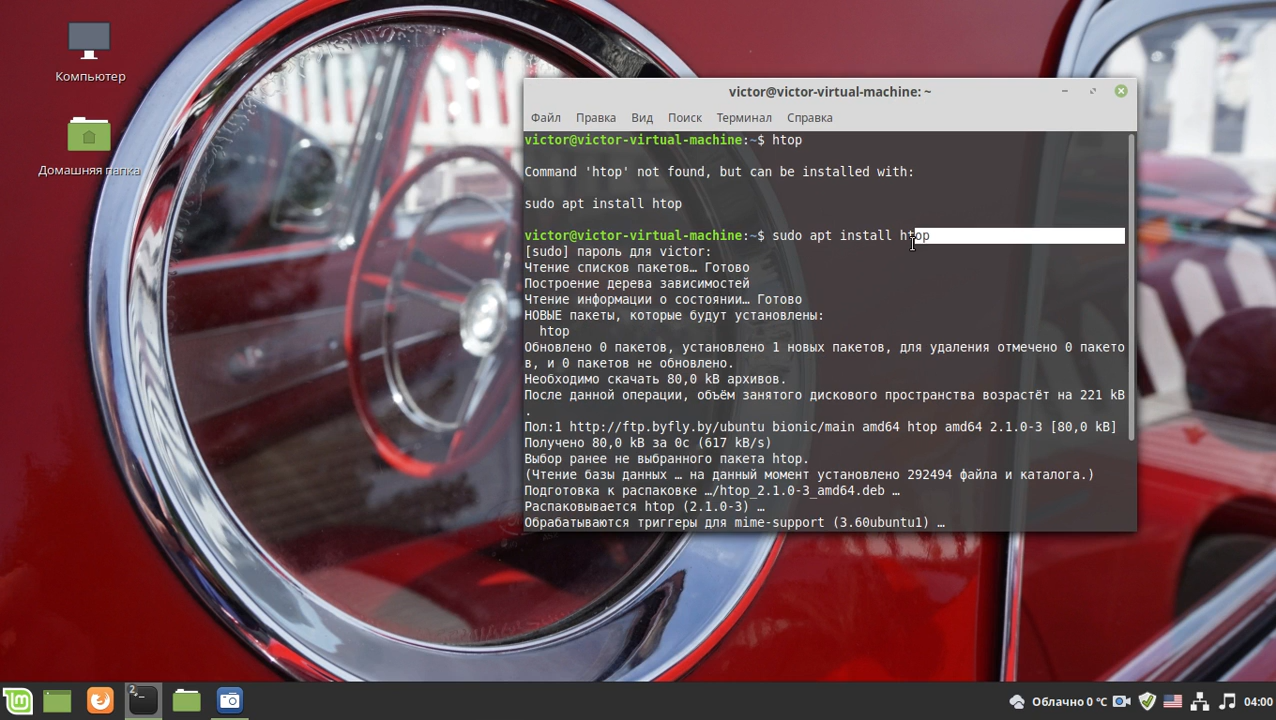 Компьютер
Домашняя папка
victor@victor-virtual-machine: ~
Файл Правка Вид Поиск Терминал Справка
victor@victor-virtual-machine:~$ htop
Command 'htop' not found, but can be installed with:
sudo apt install htop
victor@victor-virtual-machine:~$ sudo apt install htop
[sudo] пароль для victor:
Чтение списков пакетов… Готово
Построение дерева зависимостей
Чтение информации о состоянии… Готово
НОВЫЕ пакеты, которые будут установлены:
htop
Обновлено 0 пакетов, установлено 1 новых пакетов, для удаления отмечено 0 пакето
в, и 0 пакетов не обновлено.
Необходимо скачать 80,0 kB архивов.
После данной операции, объём занятого дискового пространства возрастёт на 221 kB
.
Пол:1 http://ftp.byfly.by/ubuntu bionic/main amd64 htop amd64 2.1.0-3 [80,0 kB]
Получено 80,0 kB за 0с (617 kB/s)
Выбор ранее не выбранного пакета htop.
(Чтение базы данных … на данный момент установлено 292494 файла и каталога.)
Подготовка к распаковке …/htop_2.1.0-3_amd64.deb …
Распаковывается htop (2.1.0-3) …
Обрабатываются триггеры для mime-support (3.60ubuntu1) …
2
Облачно 0 °C
04:00